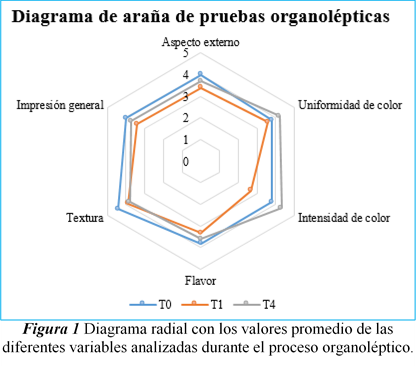 Diagrama de araña de pruebas organolépticas
Aspecto externo
5
4
3
2
1
0
Impresión general
Uniformidad de color
Textura
Intensidad de color
Flavor
T0 T1 T4
Figura 1 Diagrama radial con los valores promedio de las
diferentes variables analizadas durante el proceso organoléptico.